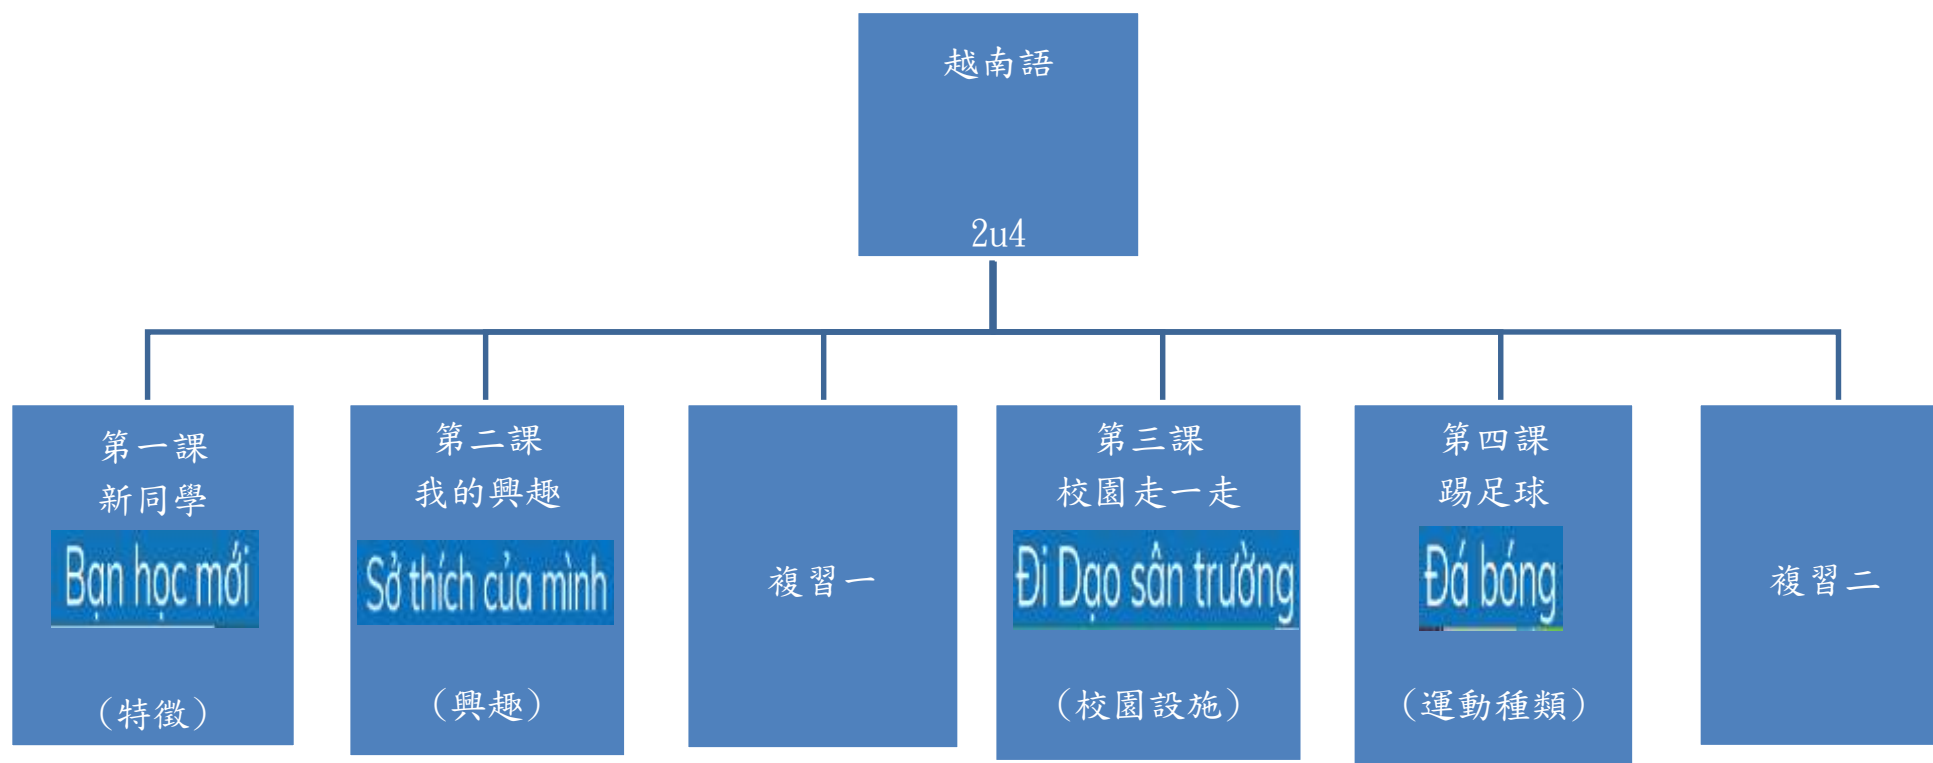 越南語
2u4
第一課
新同學
Bạn học mới
(特徵)
第二課
我的興趣
Sở thích của mình
(興趣)
複習一
第三課
校園走一走
Đi Dạo sân trường
(校園設施)
第四課
踢足球
Đá bóng
(運動種類)
複習二